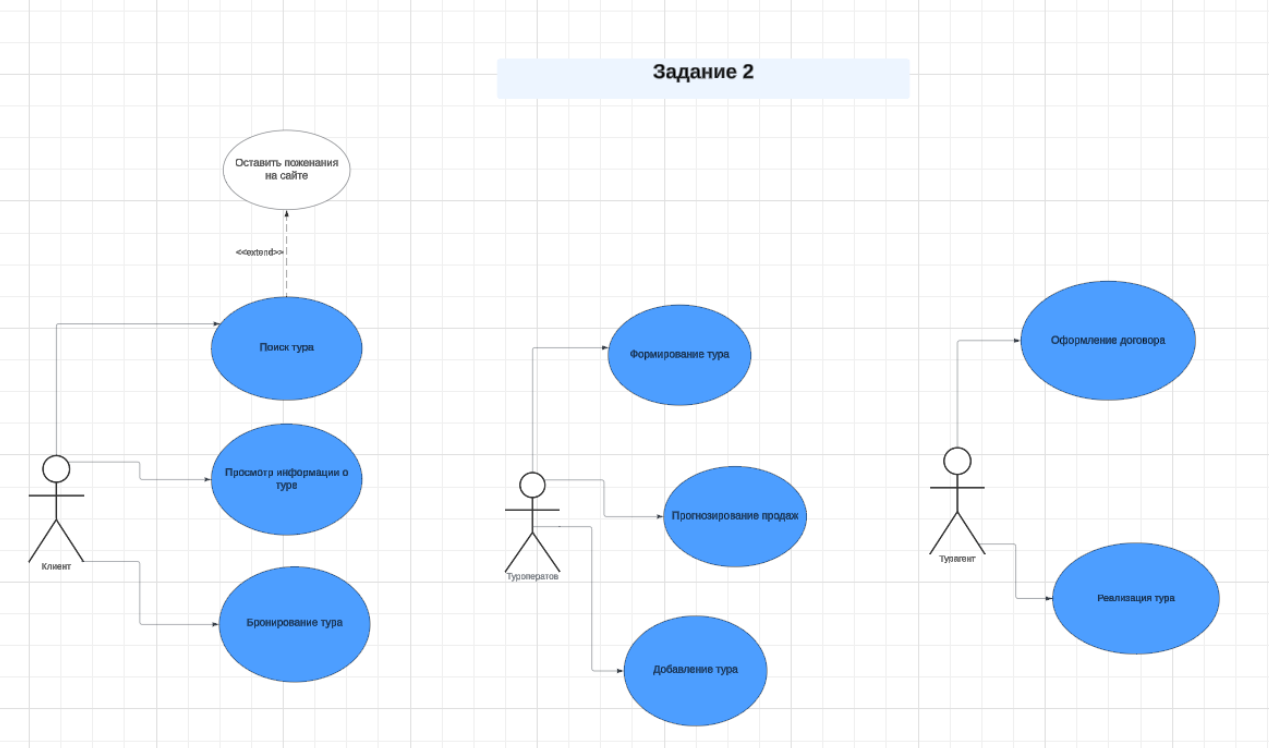 Задание 2
Оставить поженания
на сайте
<<extend>>
Поиск тура
Просмотр информации о
туре
Бронирование тура
Клиент
Формирование тура
Прогнозирование продаж
Добавление тура
Туроператов
Оформление договора
Реализация тура
Турагент